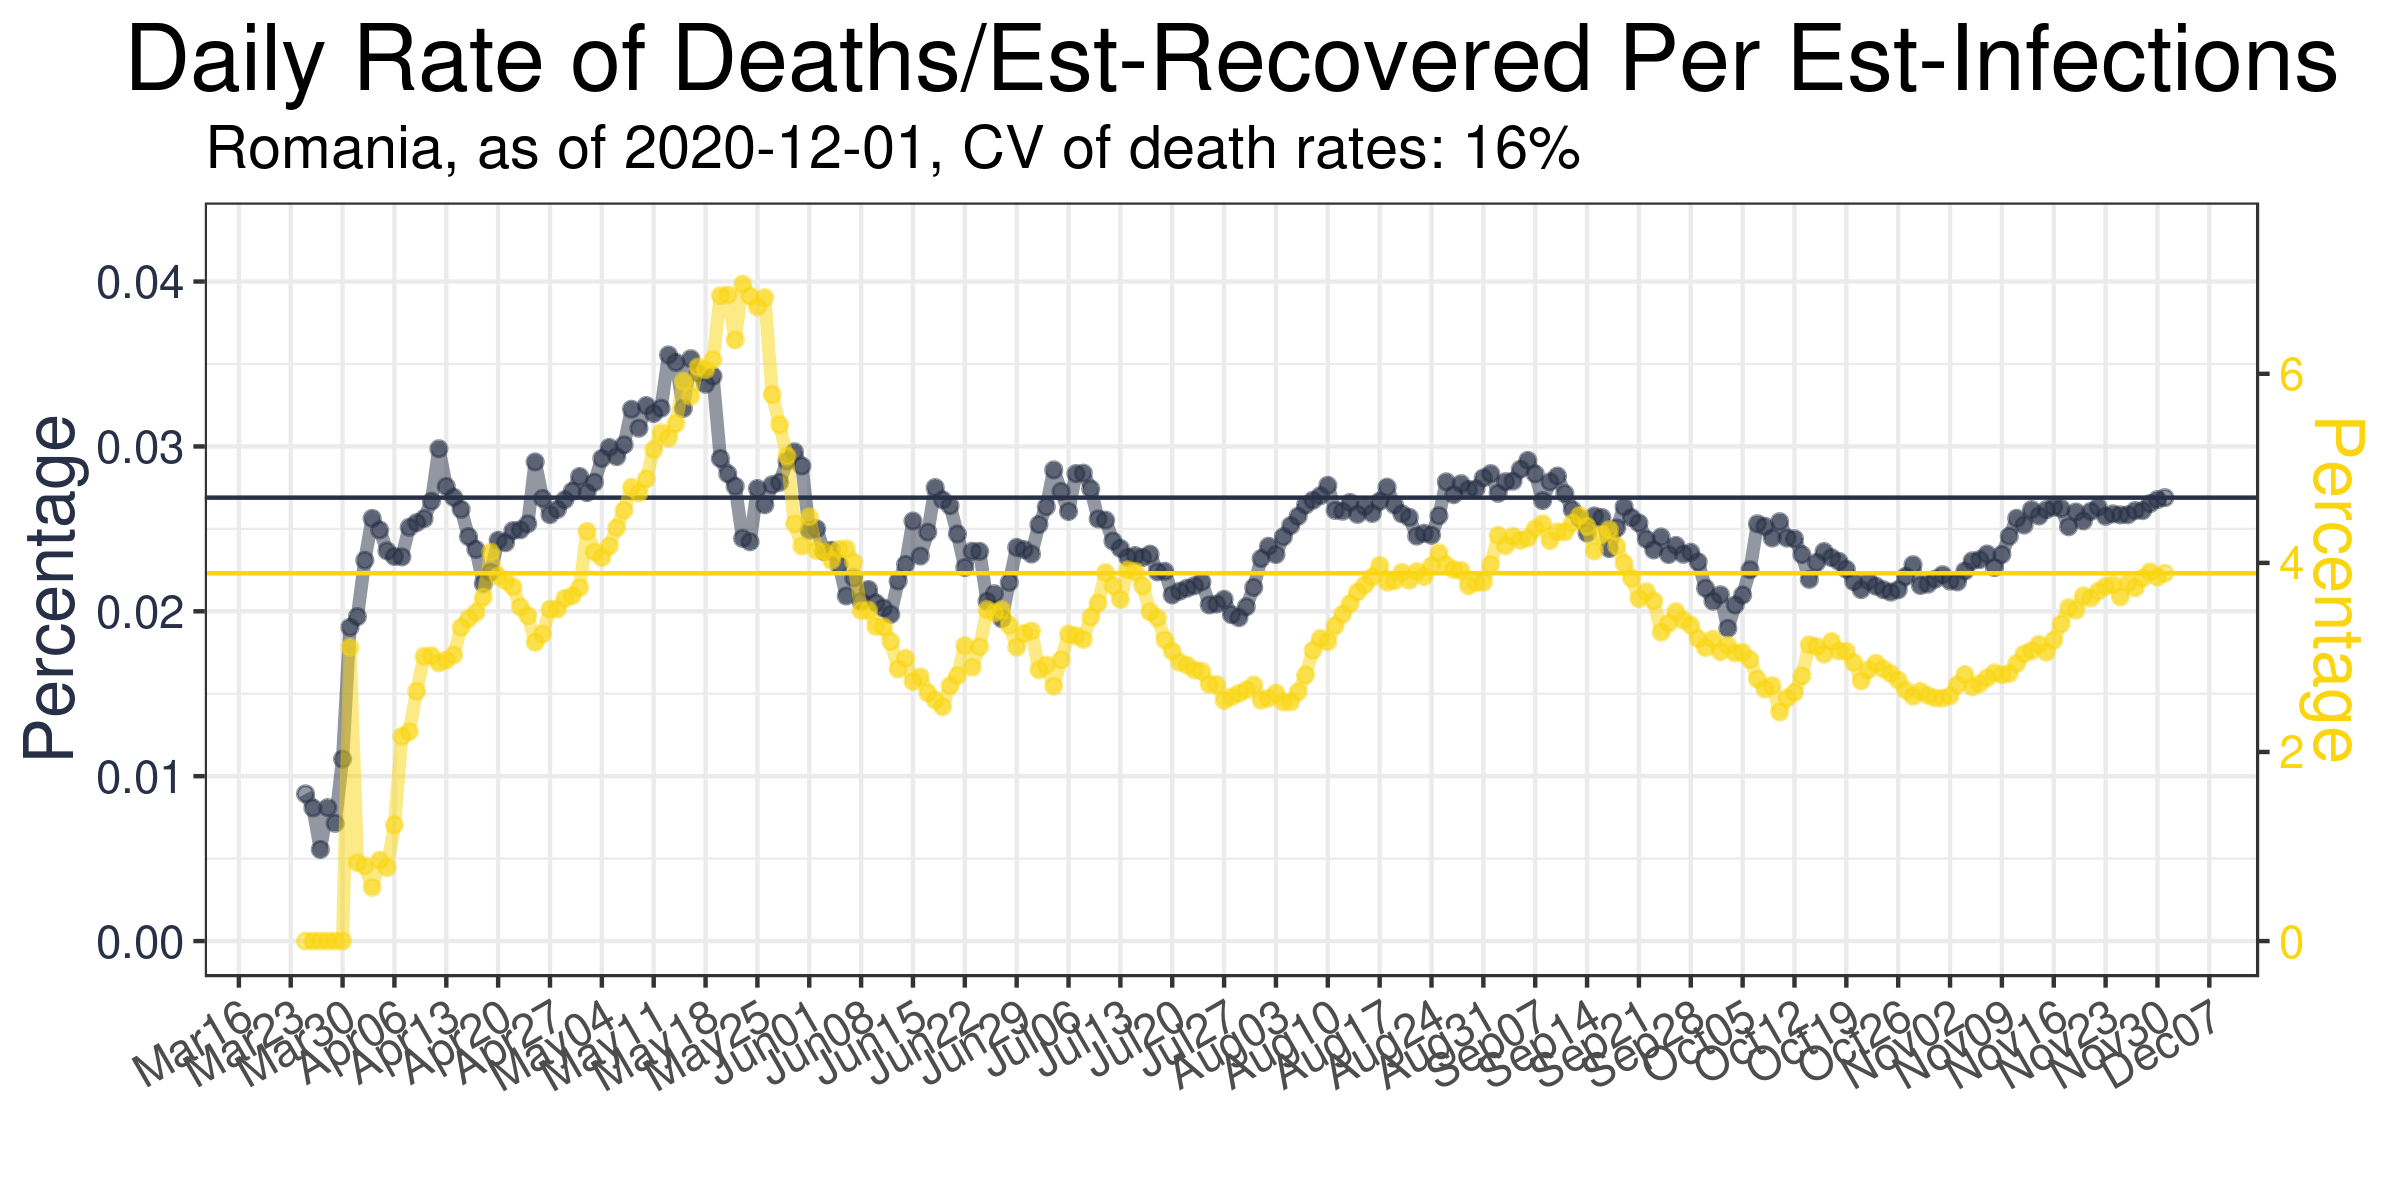 Daily Rate of Deaths/Est-Recovered Per Est-Infections
Romania, as of 2020-12-01, CV of death rates: 16%
Percentage
0.04
0.03
0.02
0.01
0.00
6
4
2
0
Percentage
Mar16
Mar23
Mar30
Apr06
Apr13
Apr20
Apr27
May04
May11
May18
May25
Jun01
Jun08
Jun15
Jun22
Jun29
Jul06
Jul13
Jul20
Jul27
Aug03
Aug10
Aug17
Aug24
Aug31
Sep07
Sep14
Sep21
Sep28
Oct05
Oct12
Oct19
Oct26
Nov02
Nov09
Nov16
Nov23
Nov30
Dec07